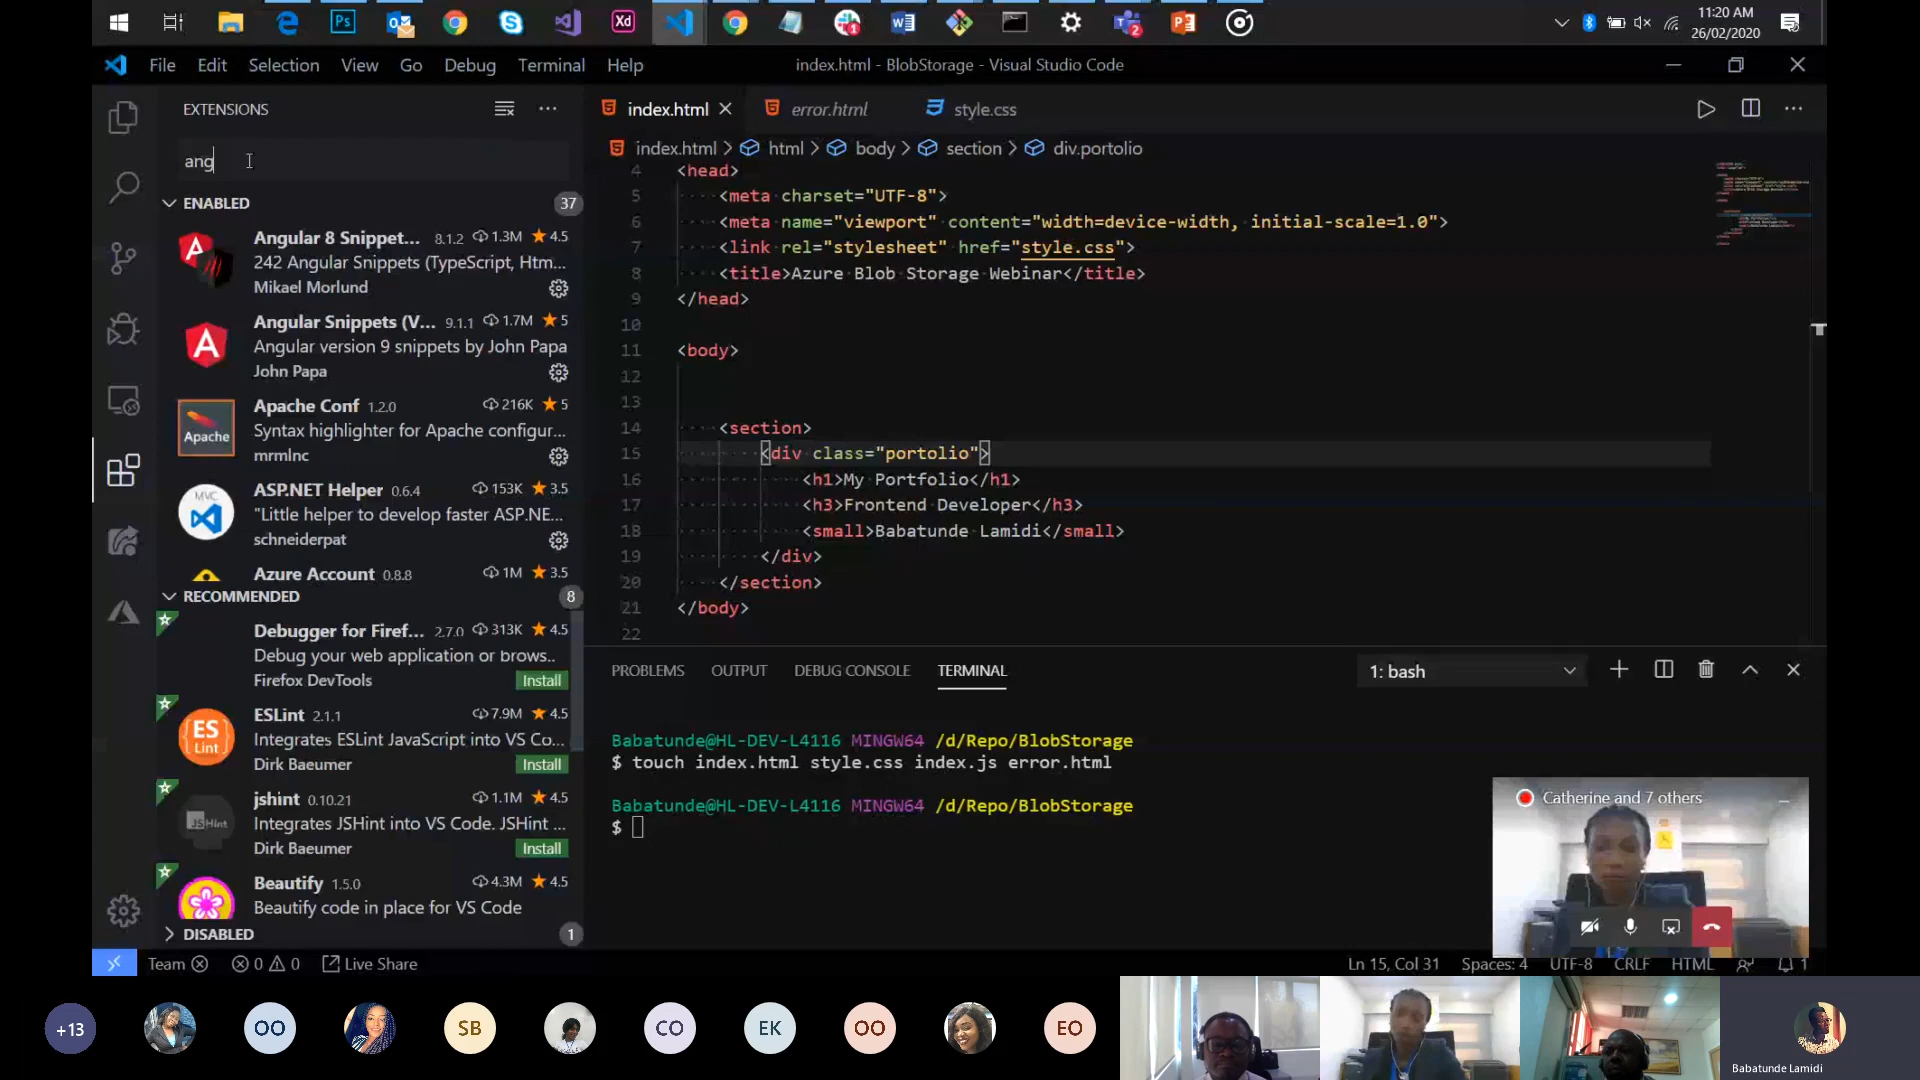 11:20 AM
26/02/2020
File Edit Selection View Go Debug Terminal Help
index.html - BlobStorage - Visual Studio Code
EXTENSIONS
ang
ENABLED 37
Angular 8 Snippet... 8.1.2 1.3M 4.5
242 Angular Snippets (TypeScript, Htm...
Mikael Morlund
Angular Snippets (V... 9.1.1 1.7M 5
Angular version 9 snippets by John Papa
John Papa
Apache Conf 1.2.0 216K 5
Syntax highlighter for Apache configur...
mrmlnc
Apache
ASP.NET Helper 0.6.4 153K 3.5
"Little helper to develop faster ASP.NE...
schneiderpat
MVC
Azure Account 0.8.8 1M 3.5
RECOMMENDED 8
Debugger for Firef... 2.7.0 313K 4.5
Debug your web application or brows..
Firefox DevTools Install
ESLint 2.1.1 7.9M 4.5
Integrates ESLint JavaScript into VS Co...
Dirk Baeumer Install
ES
Lint
jshint 0.10.21 1.1M 4.5
Integrates JSHint into VS Code. JSHint ...
Dirk Baeumer Install
JSHint
Beautify 1.5.0 4.3M 4.5
Beautify code in place for VS Code
DISABLED 1
index.html error.html style.css
index.html > html > body > section > div.portolio
4 <head>
5 <meta charset="UTF-8">
6 <meta name="viewport" content="width=device-width, initial-scale=1.0">
7 <link rel="stylesheet" href="style.css">
8 <title>Azure Blob Storage Webinar</title>
9 </head>
10
11 <body>
12
13
14 <section>
15 <div class="portolio">
16 <h1>My Portfolio</h1>
17 <h3>Frontend Developer</h3>
18 <small>Babatunde Lamidi</small>
19 </div>
20 </section>
21 </body>
22
PROBLEMS OUTPUT DEBUG CONSOLE TERMINAL 1: bash
Babatunde@HL-DEV-L4116 MINGW64 /d/Repo/BlobStorage
$ touch index.html style.css index.js error.html
Babatunde@HL-DEV-L4116 MINGW64 /d/Repo/BlobStorage
$
Catherine and 7 others
Team 0 0 Live Share Ln 15, Col 31 Spaces: 4 UTF-8 CRLF HTML 1
+13 OO SB CO EK OO EO
Babatunde Lamidi